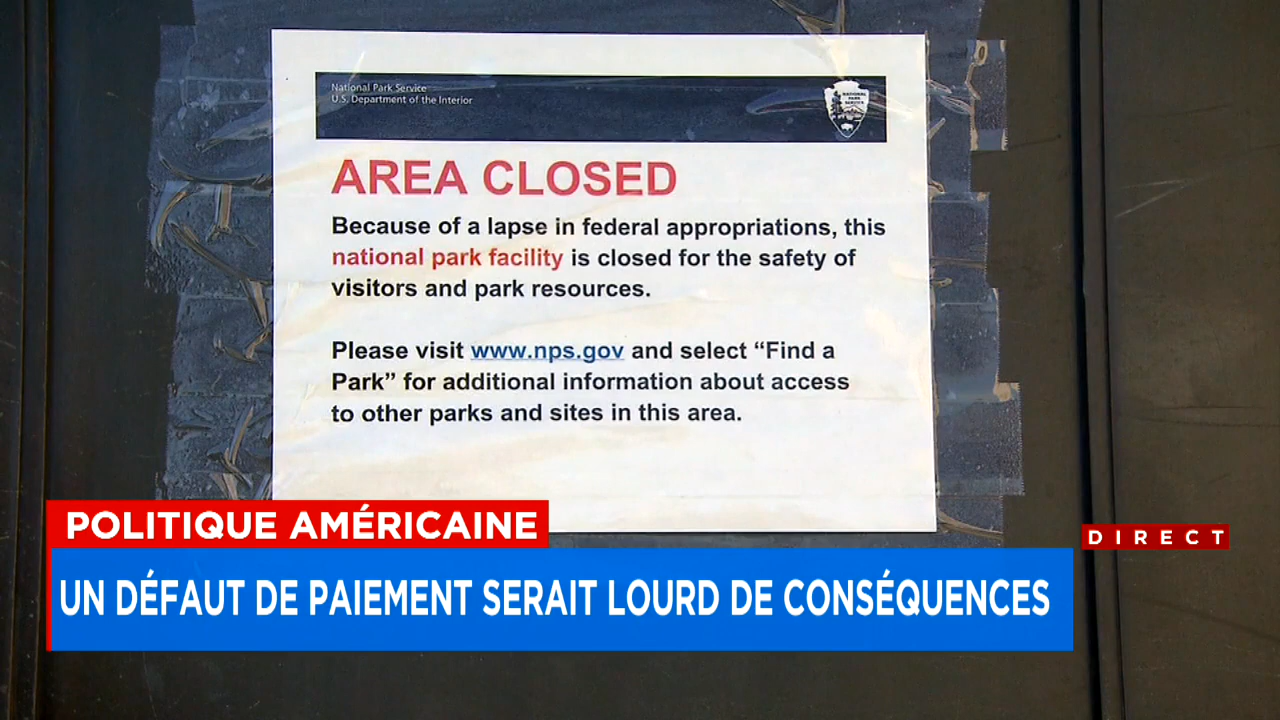 National Park Service
U.S. Department of the Interior
NATIONAL
PARK
SERVICE
AREA CLOSED
Because of a lapse in federal appropriations, this
national park facility is closed for the safety of
visitors and park resources.
Please visit www.nps.gov and select “Find a
Park” for additional information about access
to other parks and sites in this area.
POLITIQUE AMÉRICAINE
DIRECT
UN DÉFAUT DE PAIEMENT SERAIT LOURD DE CONSÉQUENCES